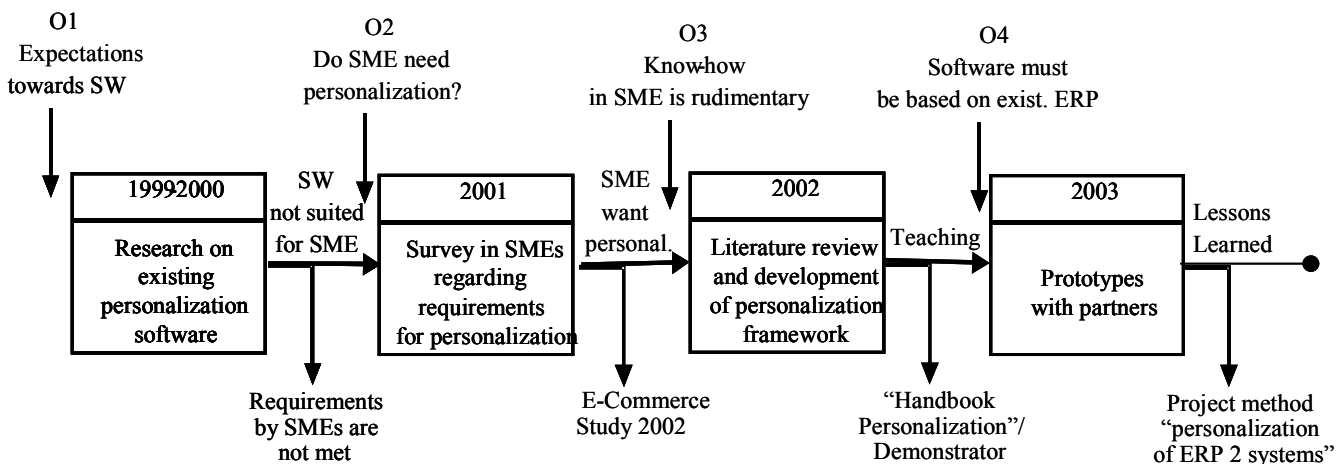 O1
Expectations
towards SW
O2
Do SME need
personalization?
O3
Know-how
in SME is rudimentary
O4
Software must
be based on exist. ERP
1999-2000
Research on
existing
personalization
software
SW
not suited
for SME
2001
Survey in SMEs
regarding
requirements
for personalization
SME
want
personal.
2002
Literature review
and development
of personalization
framework
Teaching
2003
Prototypes
with partners
Lessons
Learned
Requirements
by SMEs are
not met
E-Commerce
Study 2002
“Handbook
Personalization”/
Demonstrator
Project method
“personalization
of ERP 2 systems”